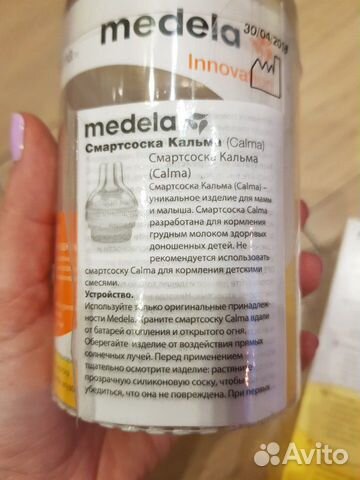 medela
30/04/2018
Innovat
medela
Смартсоска Кальма (Calma)
Смартсоска Кальма
(Calma)
Смартсоска Кальма (Calma) –
уникальное изделие для мамы
и малыша. Смартсоска Calma
разработана для кормления
грудным молоком здоровых
доношенных детей. Не
рекомендуется использовать
смартсоску Calma для кормления детскими
смесями.
Устройство.
Используйте только оригинальные принадлеж-
ности Medela. Храните смартсоску Calma вдали
от батарей отопления и открытого огня.
Оберегайте изделие от воздействия прямых
солнечных лучей. Перед применением
тщательно осмотрите изделие: растяни
прозрачную силиконовую соску, чтобы
убедиться, что она не повреждена. При первых
Avito